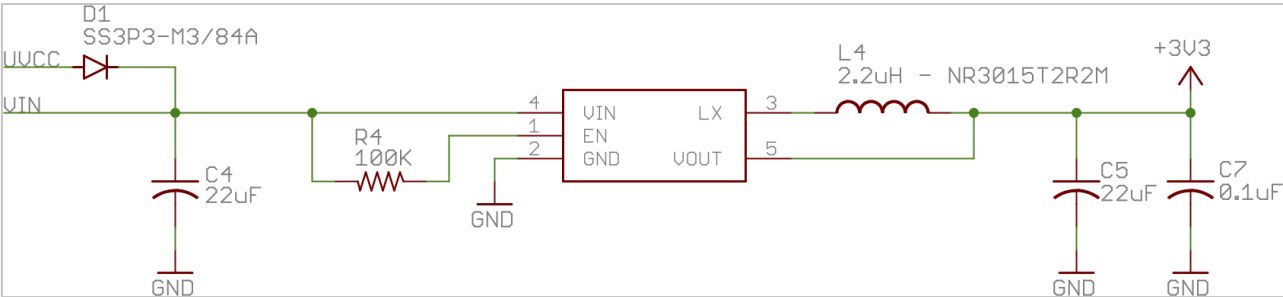 D1
SS3P3-M3/84A
UVCC
VIN
C4
22uF
GND
R4
100K
4
1
2
GND
VIN
EN
GND
LX
VOUT
3
5
L4
2.2uH - NR3015T2R2M
+3V3
C5
22uF
GND
C7
0.1uF
GND